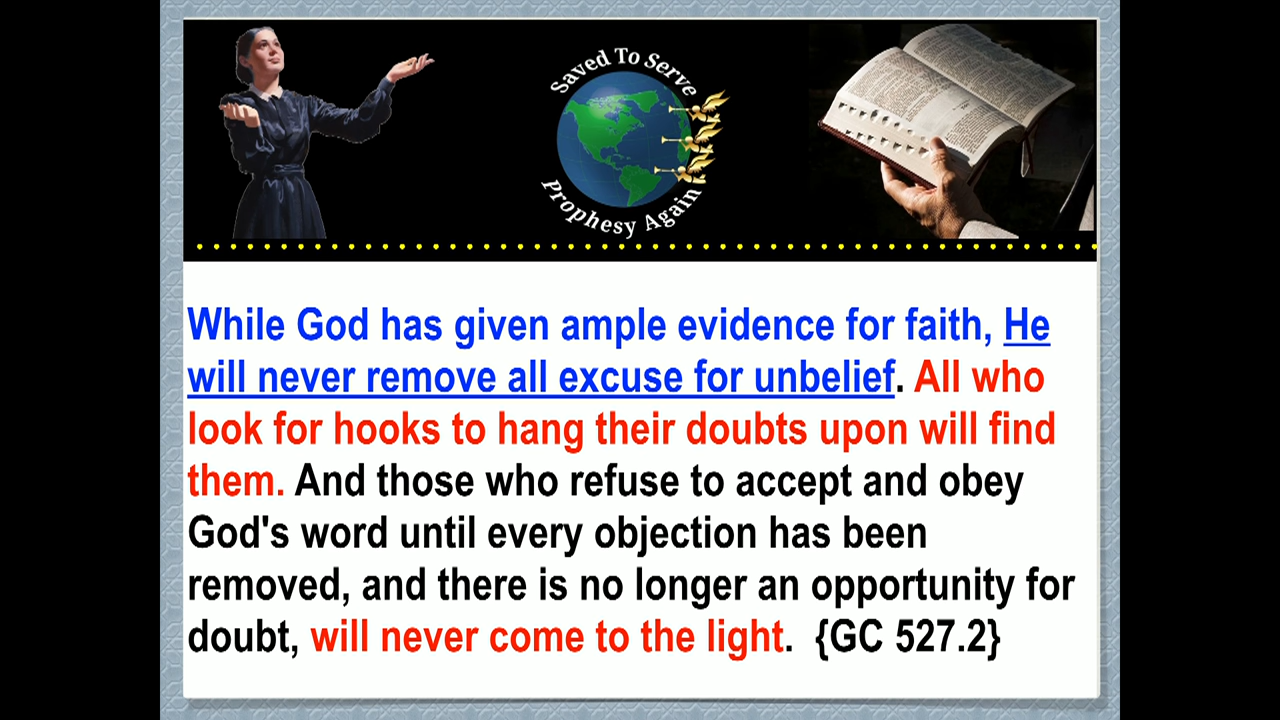 Saved To Serve
Prophesy Again
While God has given ample evidence for faith, He
will never remove all excuse for unbelief. All who
look for hooks to hang their doubts upon will find
them. And those who refuse to accept and obey
God's word until every objection has been
removed, and there is no longer an opportunity for
doubt, will never come to the light.  {GC 527.2}